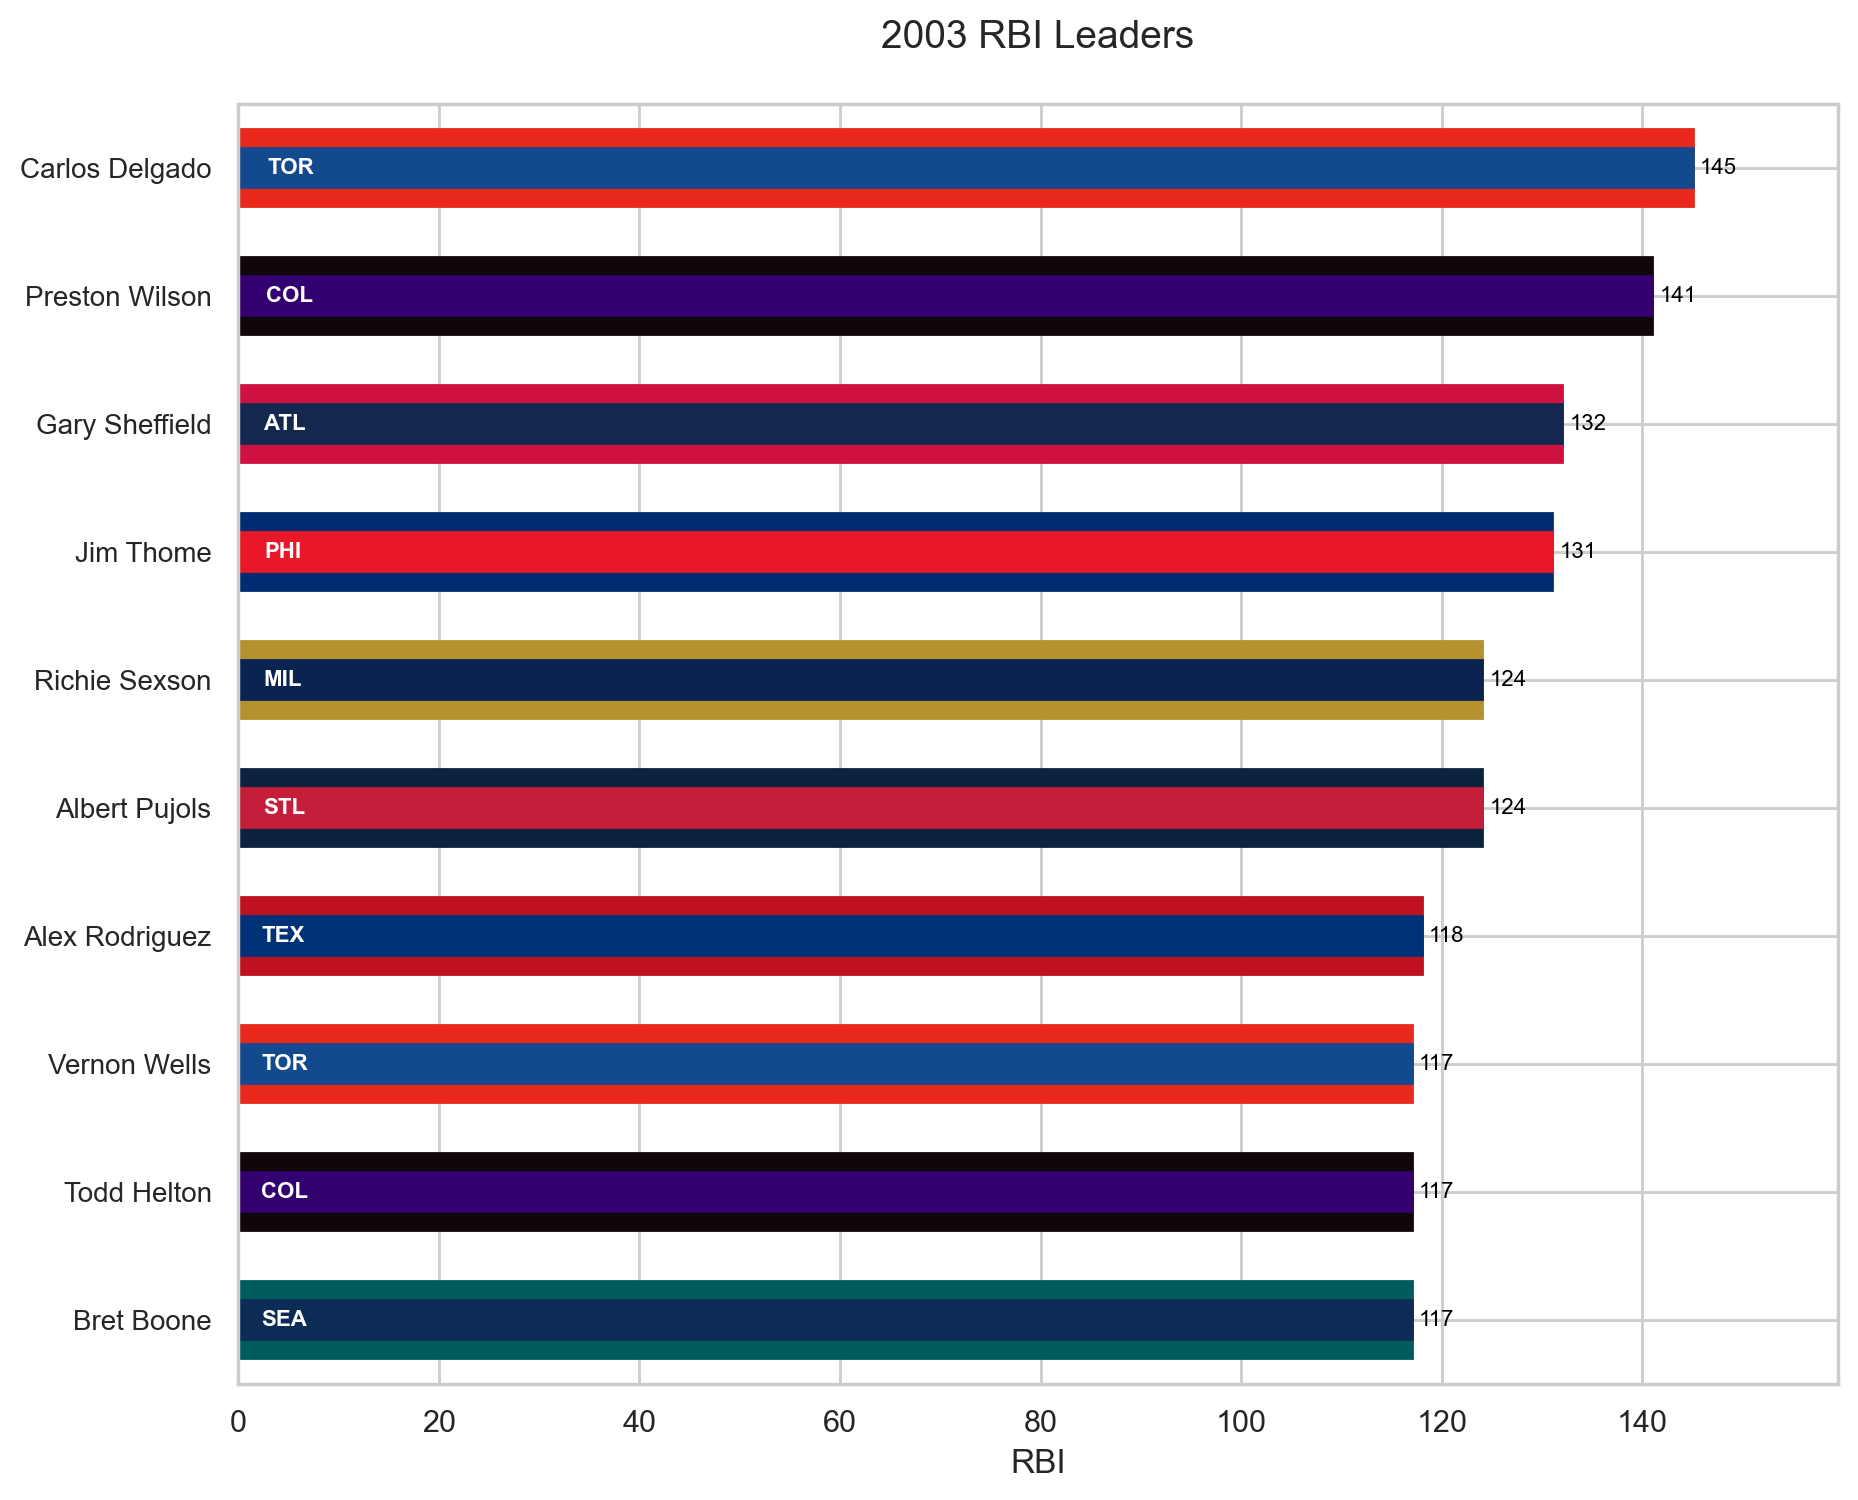 2003 RBI Leaders
Carlos Delgado TOR 145
Preston Wilson COL 141
Gary Sheffield ATL 132
Jim Thome PHI 131
Richie Sexson MIL 124
Albert Pujols STL 124
Alex Rodriguez TEX 118
Vernon Wells TOR 117
Todd Helton COL 117
Bret Boone SEA 117
0 20 40 60 80 100 120 140
RBI